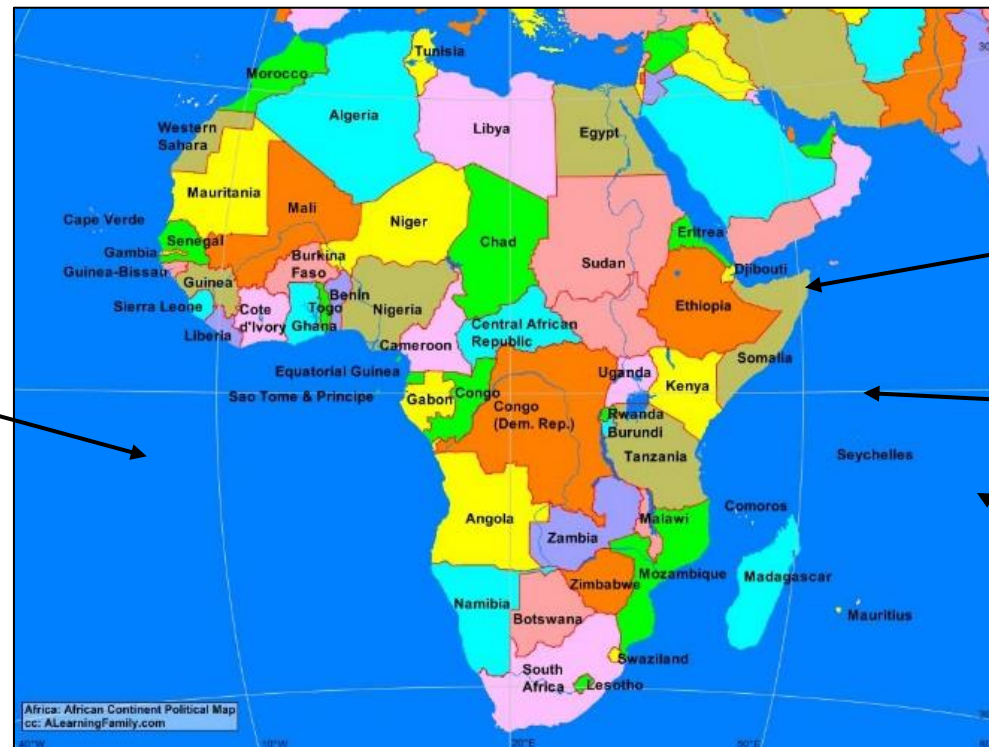 Tunisia
Morocco
Algeria
Libya
Egypt
Western
Sahara
Mauritania
Mali
Niger
Chad
Sudan
Eritrea
Djibouti
Cape Verde
Senegal
Gambia
Guinea-Bissau
Guinea
Burkina
Faso
Benin
Togo
Nigeria
Ethiopia
Sierra Leone
Liberia
Cote
d'Ivory
Ghana
Cameroon
Central African
Republic
Somalia
Equatorial Guinea
Sao Tome & Principe
Gabon
Congo
Congo
(Dem. Rep.)
Uganda
Kenya
Rwanda
Burundi
Tanzania
Seychelles
Comoros
Angola
Zambia
Malawi
Mozambique
Madagascar
Mauritius
Namibia
Zimbabwe
Botswana
Swaziland
South
Africa
Lesotho
Africa: African Continent Political Map
cc: ALearningFamily.com
40°W
10°W
20°E
50°E